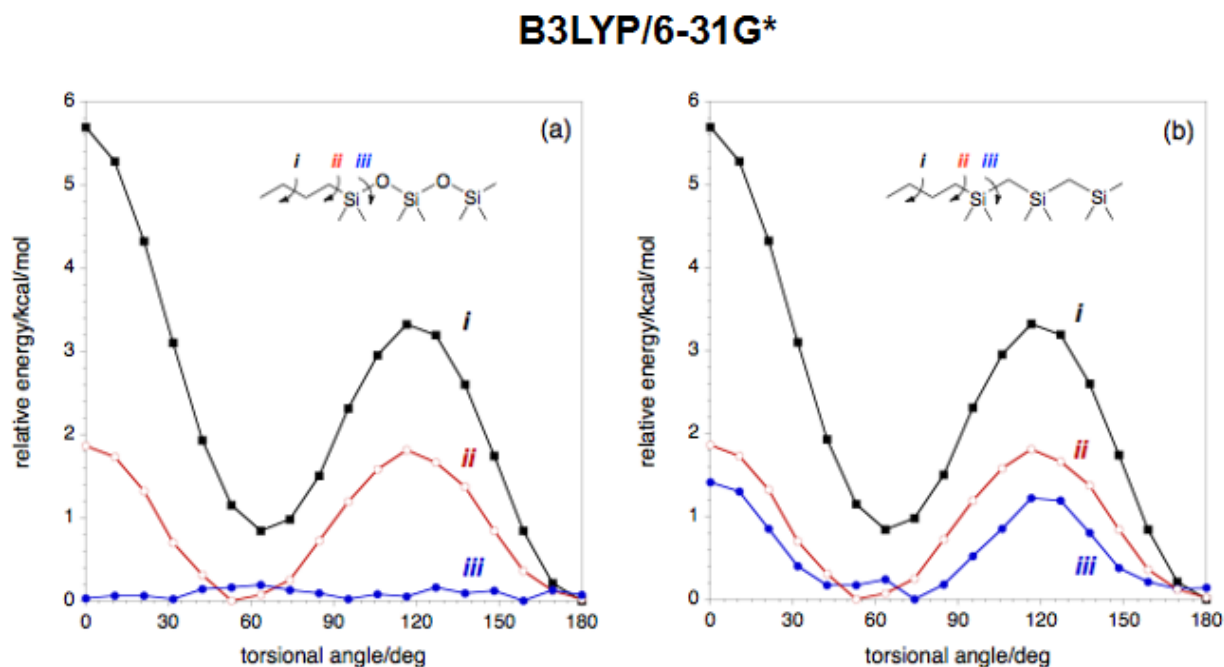 B3LYP/6-31G*
(a)
i
ii
iii
O
O
Si
Si
Si
i
ii
iii
relative energy/kcal/mol
6
5
4
3
2
1
0
0
30
60
90
120
150
180
torsional angle/deg
(b)
i
ii
iii
Si
Si
Si
i
ii
iii
relative energy/kcal/mol
6
5
4
3
2
1
0
0
30
60
90
120
150
180
torsional angle/deg